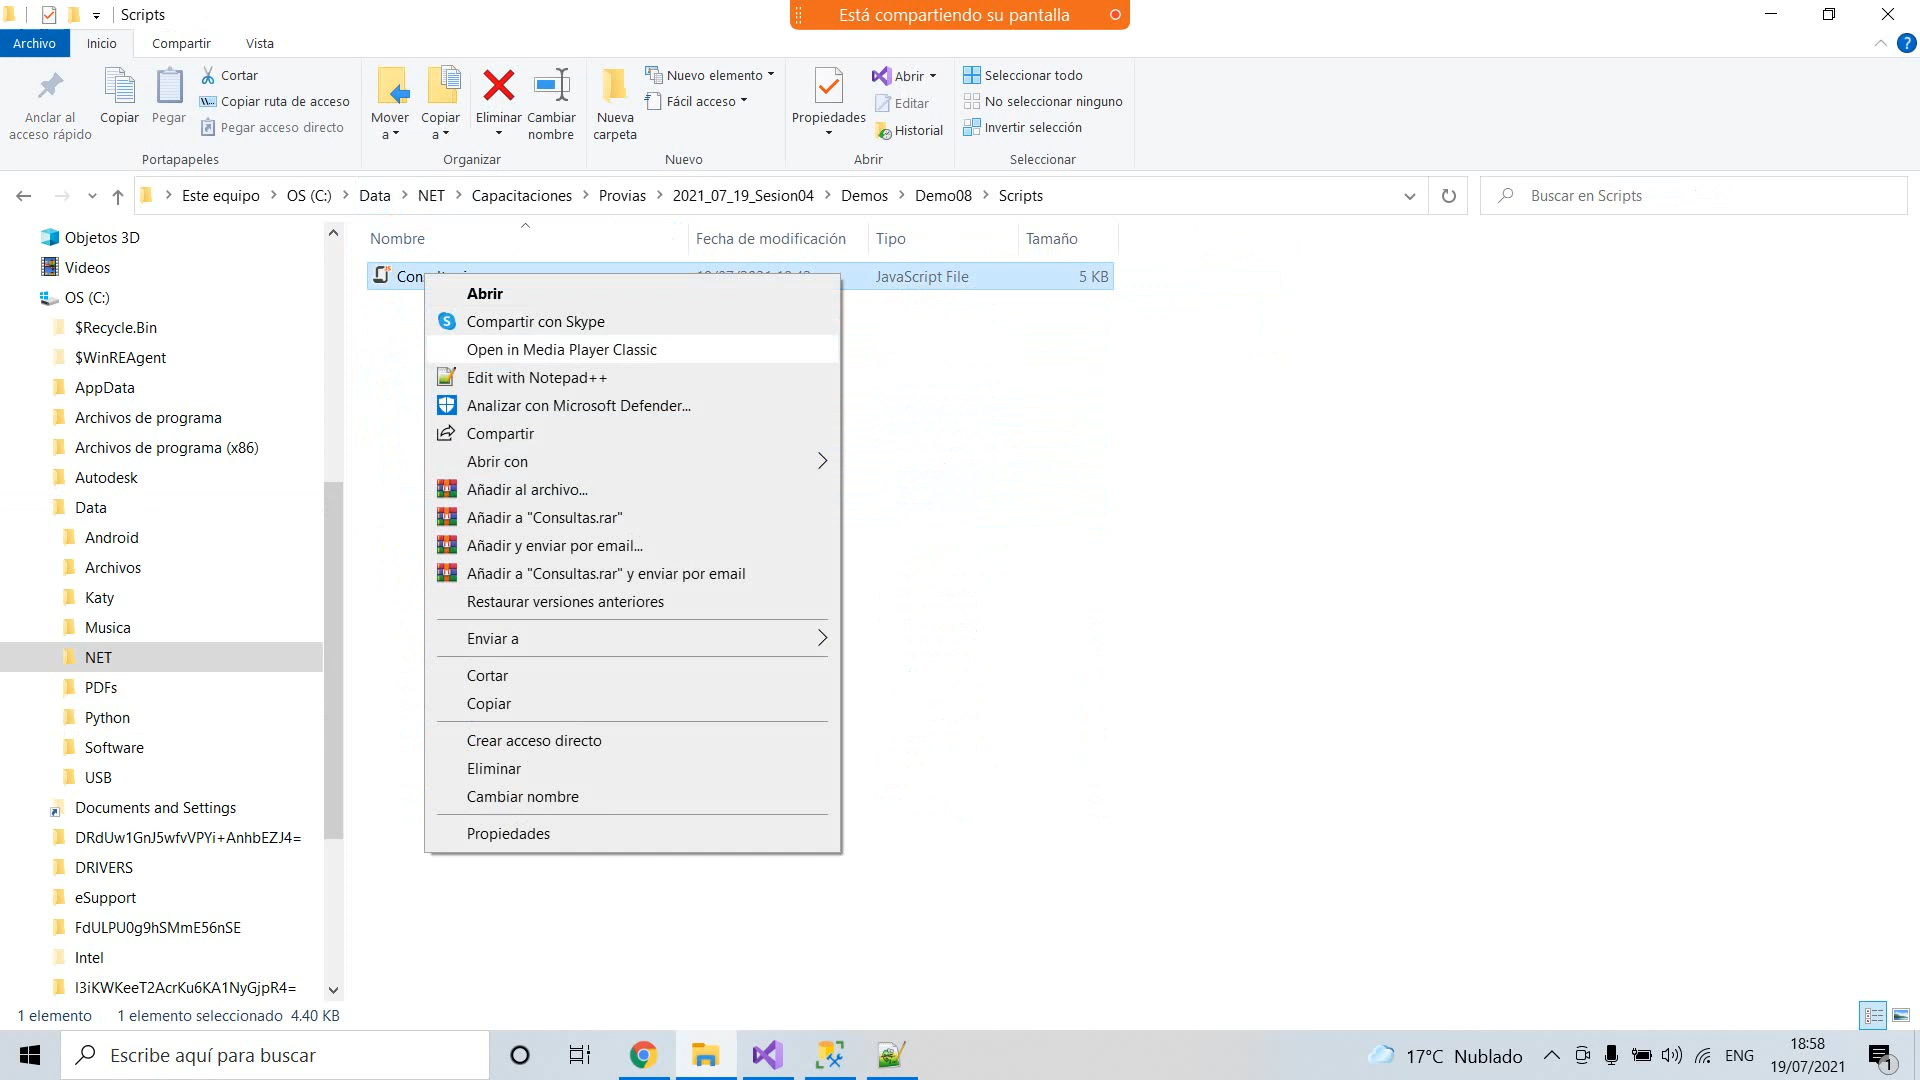 Scripts
Está compartiendo su pantalla
Archivo
Inicio
Compartir
Vista
Anclar al
acceso rápido
Copiar
Pegar
Cortar
Copiar ruta de acceso
Pegar acceso directo
Portapapeles
Mover
a
Copiar
a
Eliminar
Cambiar
nombre
Organizar
Nueva
carpeta
Nuevo elemento
Fácil acceso
Nuevo
Propiedades
Abrir
Editar
Historial
Abrir
Seleccionar todo
No seleccionar ninguno
Invertir selección
Seleccionar
Este equipo
OS (C:)
Data
NET
Capacitaciones
Provias
2021_07_19_Sesion04
Demos
Demo08
Scripts
Buscar en Scripts
Objetos 3D
Videos
OS (C:)
$Recycle.Bin
$WinREAgent
AppData
Archivos de programa
Archivos de programa (x86)
Autodesk
Data
Android
Archivos
Katy
Musica
NET
PDFs
Python
Software
USB
Documents and Settings
DRdUw1GnJ5wfvVPYi+AnhbEZJ4=
DRIVERS
eSupport
FdULPU0g9hSMmE56nSE
Intel
I3iKWKeeT2AcrKu6KA1NyGjpR4=
Nombre
Fecha de modificación
Tipo
Tamaño
JavaScript File
5 KB
Abrir
Compartir con Skype
Open in Media Player Classic
Edit with Notepad++
Analizar con Microsoft Defender...
Compartir
Abrir con
Añadir al archivo...
Añadir a "Consultas.rar"
Añadir y enviar por email...
Añadir a "Consultas.rar" y enviar por email
Restaurar versiones anteriores
Enviar a
Cortar
Copiar
Crear acceso directo
Eliminar
Cambiar nombre
Propiedades
1 elemento
1 elemento seleccionado 4.40 KB
Escribe aquí para buscar
17°C Nublado
ENG
18:58
19/07/2021
1